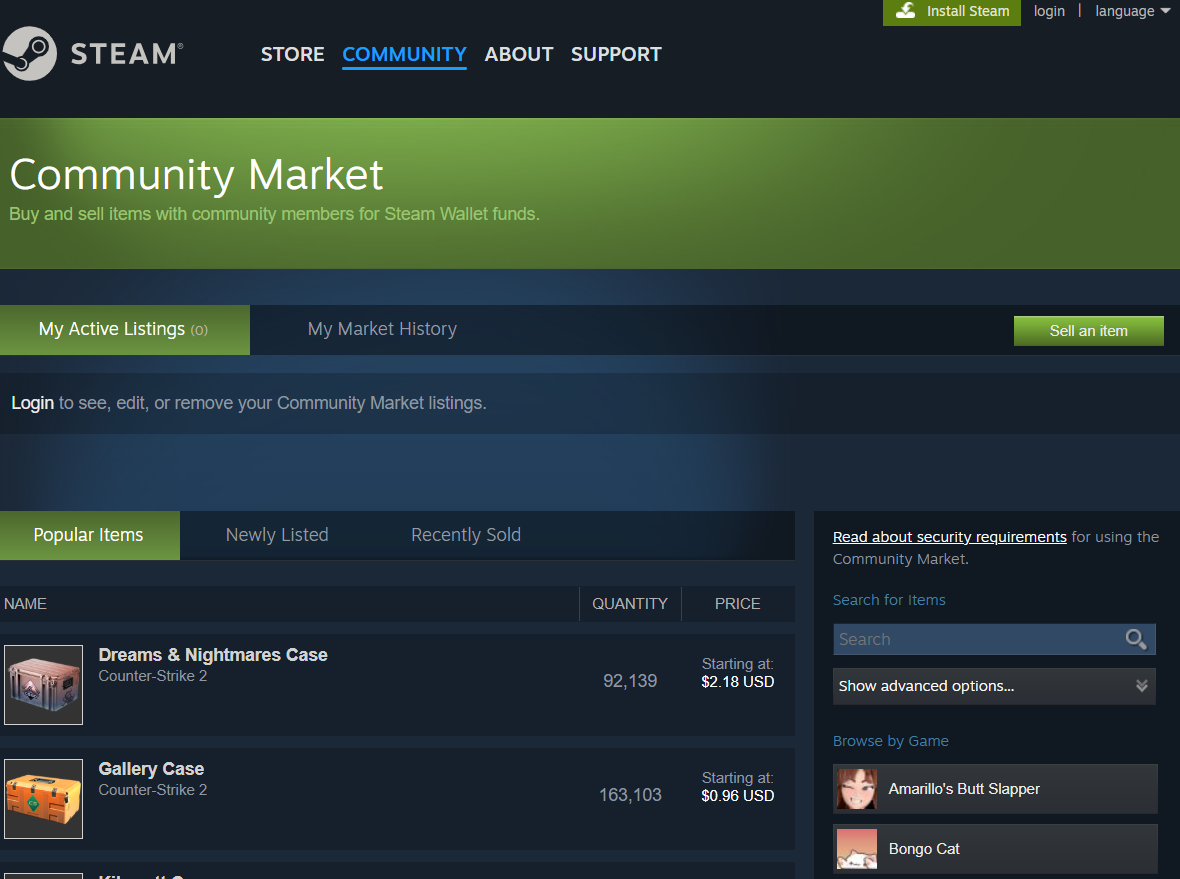 Install Steam
login | language
STEAM®
STORE COMMUNITY ABOUT SUPPORT
Community Market
Buy and sell items with community members for Steam Wallet funds.
My Active Listings (0)
My Market History
Sell an item
Login to see, edit, or remove your Community Market listings.
Popular Items
Newly Listed
Recently Sold
NAME
QUANTITY
PRICE
Dreams & Nightmares Case
Counter-Strike 2
92,139
Starting at:
$2.18 USD
Gallery Case
Counter-Strike 2
163,103
Starting at:
$0.96 USD
Read about security requirements for using the
Community Market.
Search for Items
Search
Show advanced options...
Browse by Game
Amarillo's Butt Slapper
Bongo Cat